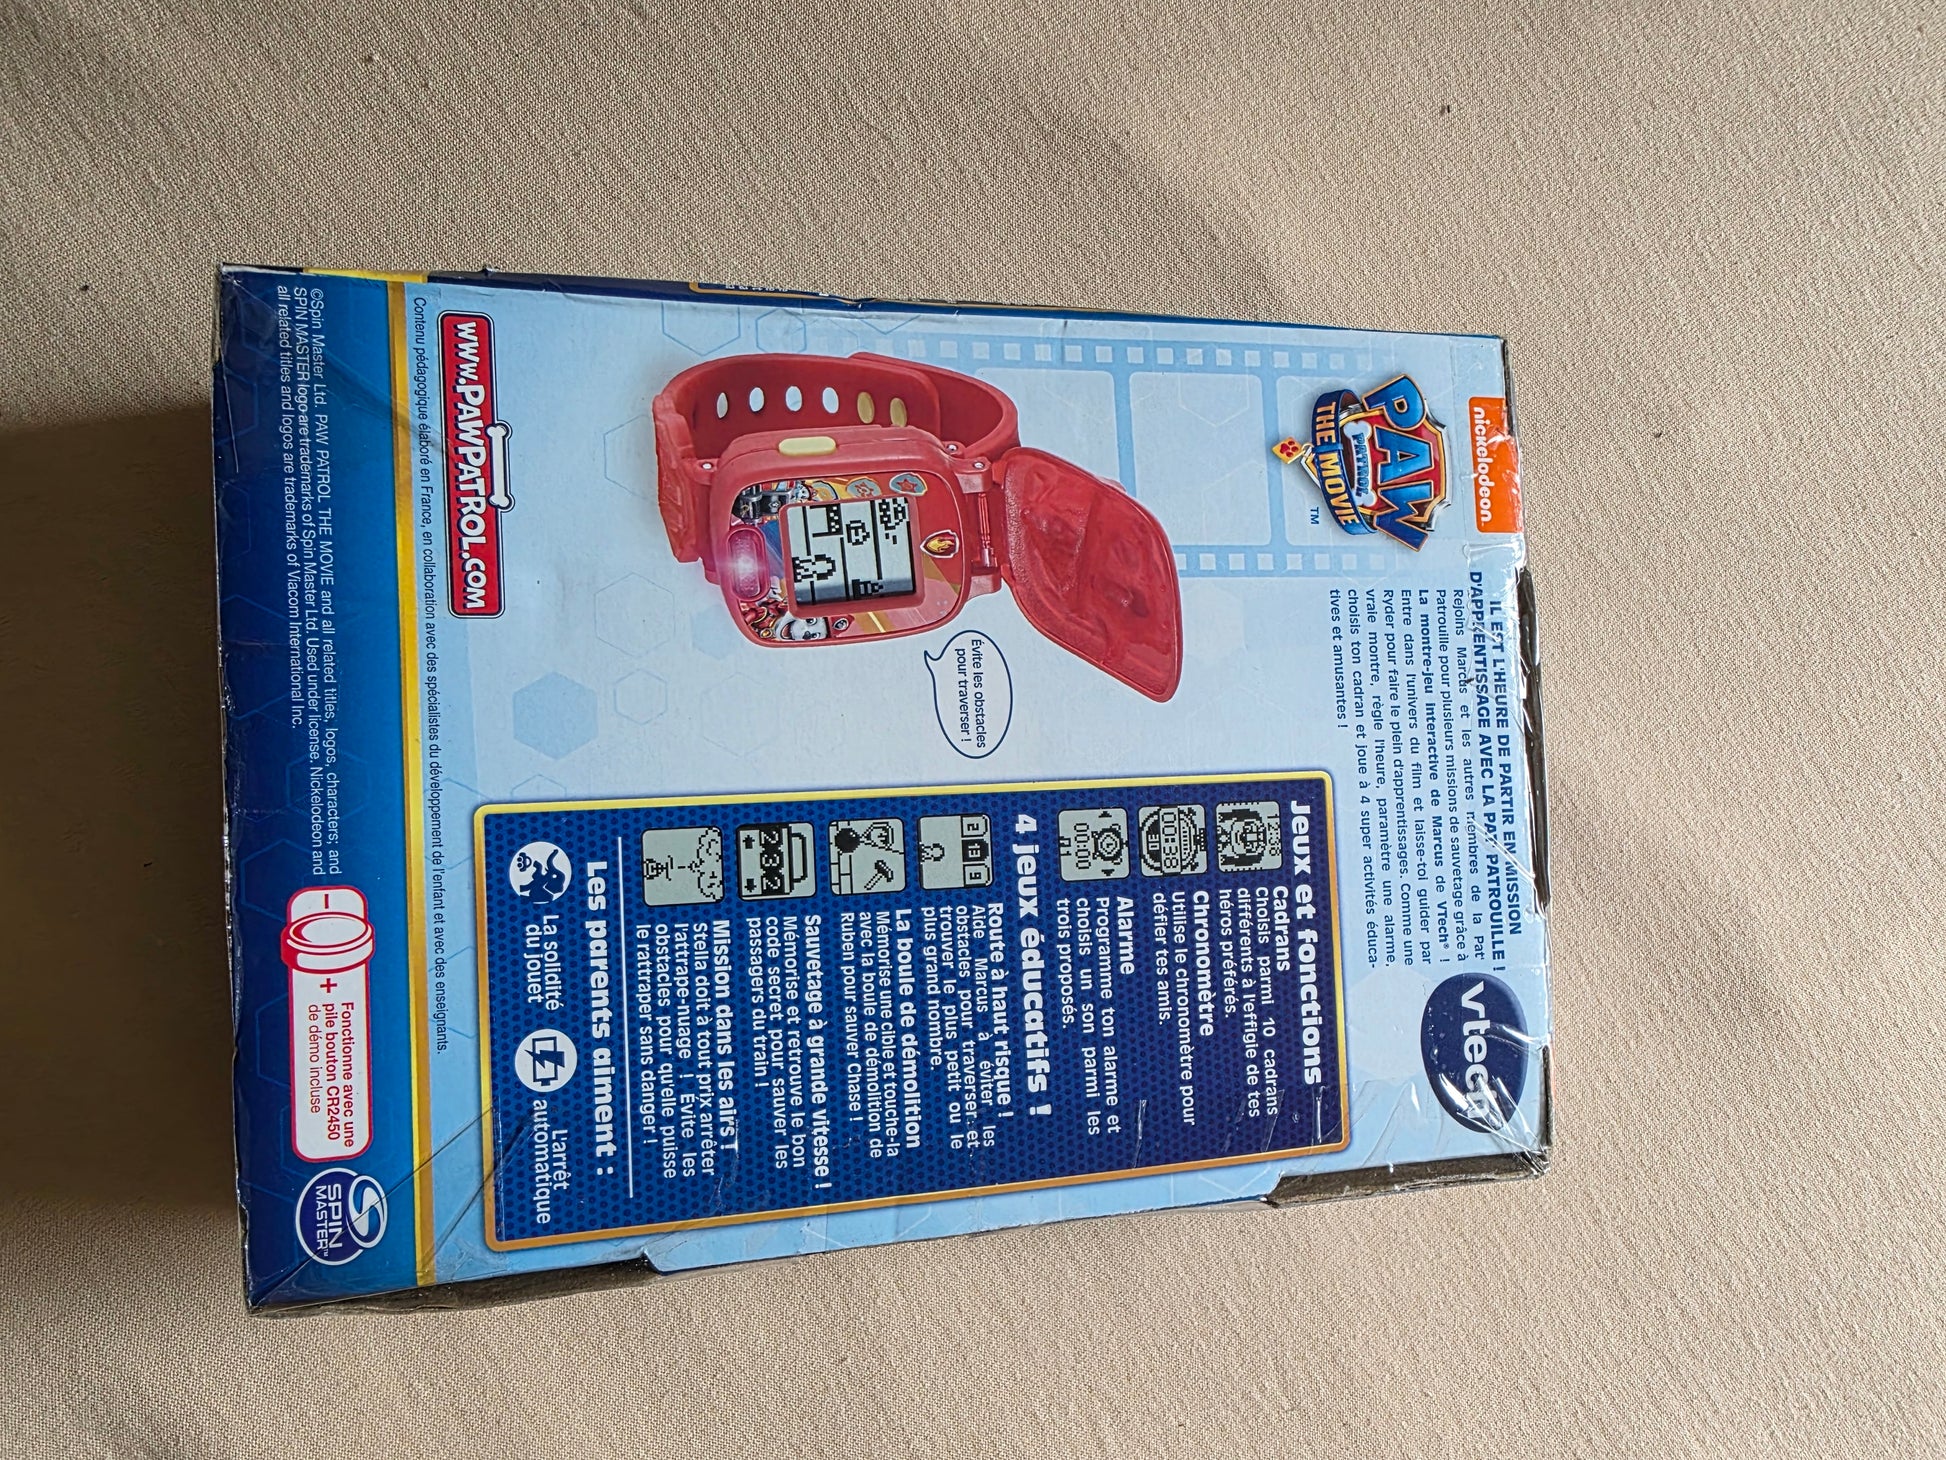 nickelodeon
PAW
PATROL
THE MOVIE
TM
IL EST L'HEURE DE PARTIR EN MISSION
D'APPRENTISSAGE AVEC LA PAT' PATROUILLE !
Rejoins Marcus et les autres membres de la Pat'
Patrouille pour plusieurs missions de sauvetage grâce à
La montre-jeu interactive de Marcus de VTech® !
Entre dans l'univers du film et laisse-toi guider par
Ryder pour faire le plein d'apprentissages. Comme une
vraie montre, règle l'heure, paramètre une alarme,
choisis ton cadran et joue à 4 super activités éduca-
tives et amusantes !
vtech
Évite les obstacles
pour traverser !
Jeux et fonctions
12:38
Cadrans
Choisis parmi 10 cadrans
différents à l'effigie de tes
héros préférés.
00:38
Chronomètre
Utilise le chronomètre pour
défier tes amis.
00:00
Alarme
Programme ton alarme et
choisis un son parmi les
trois proposés.
4 jeux éducatifs !
2 13 9
Route à haut risque !
Aide Marcus à éviter les
obstacles pour traverser et
trouver le plus petit ou le
plus grand nombre.
La boule de démolition
Mémorise une cible et touche-la
avec la boule de démolition de
Ruben pour sauver Chase !
2832
Sauvetage à grande vitesse !
Mémorise et retrouve le bon
code secret pour sauver les
passagers du train !
Mission dans les airs !
Stella doit à tout prix arrêter
l'attrape-nuage ! Évite les
obstacles pour qu'elle puisse
le rattraper sans danger !
Les parents aiment :
La solidité
du jouet
L'arrêt
automatique
WWW.PAWPATROL.COM
Contenu pédagogique élaboré en France, en collaboration avec des spécialistes du développement de l'enfant et avec des enseignants.
©Spin Master Ltd. PAW PATROL THE MOVIE and all related titles, logos, characters; and
SPIN MASTER logo are trademarks of Spin Master Ltd. Used under license. Nickelodeon and
all related titles and logos are trademarks of Viacom International Inc.
- +
Fonctionne avec une
pile bouton CR2450
de démo incluse
SPIN
MASTER™